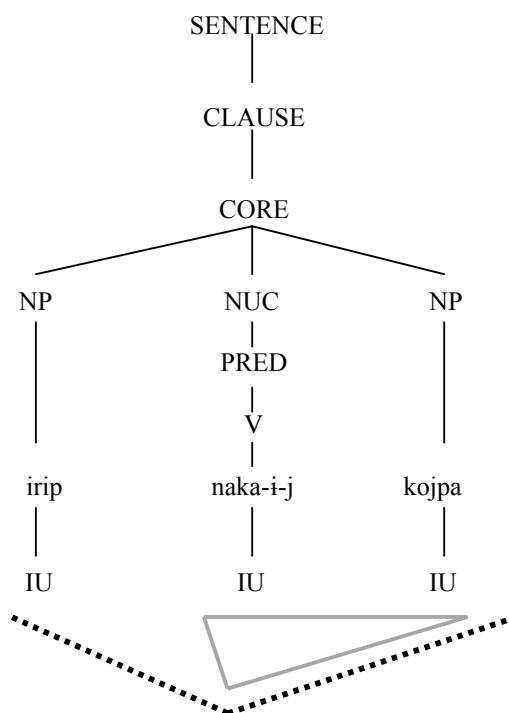 SENTENCE
CLAUSE
CORE
NP NUC NP
PRED
V
irip naka-ɨ-j kojpa
IU IU IU